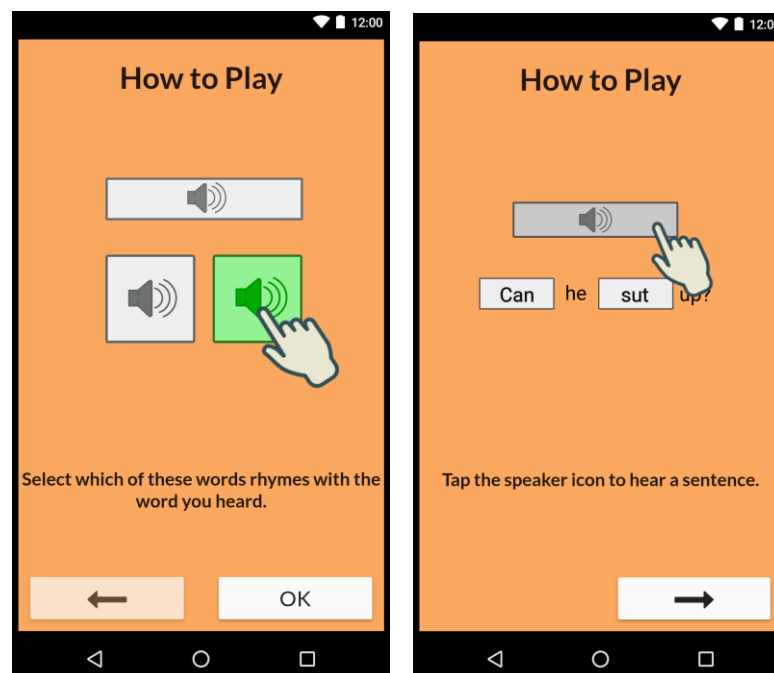 12:00
How to Play
Select which of these words rhymes with the
word you heard.
OK
12:0
How to Play
Can he sut up?
Tap the speaker icon to hear a sentence.